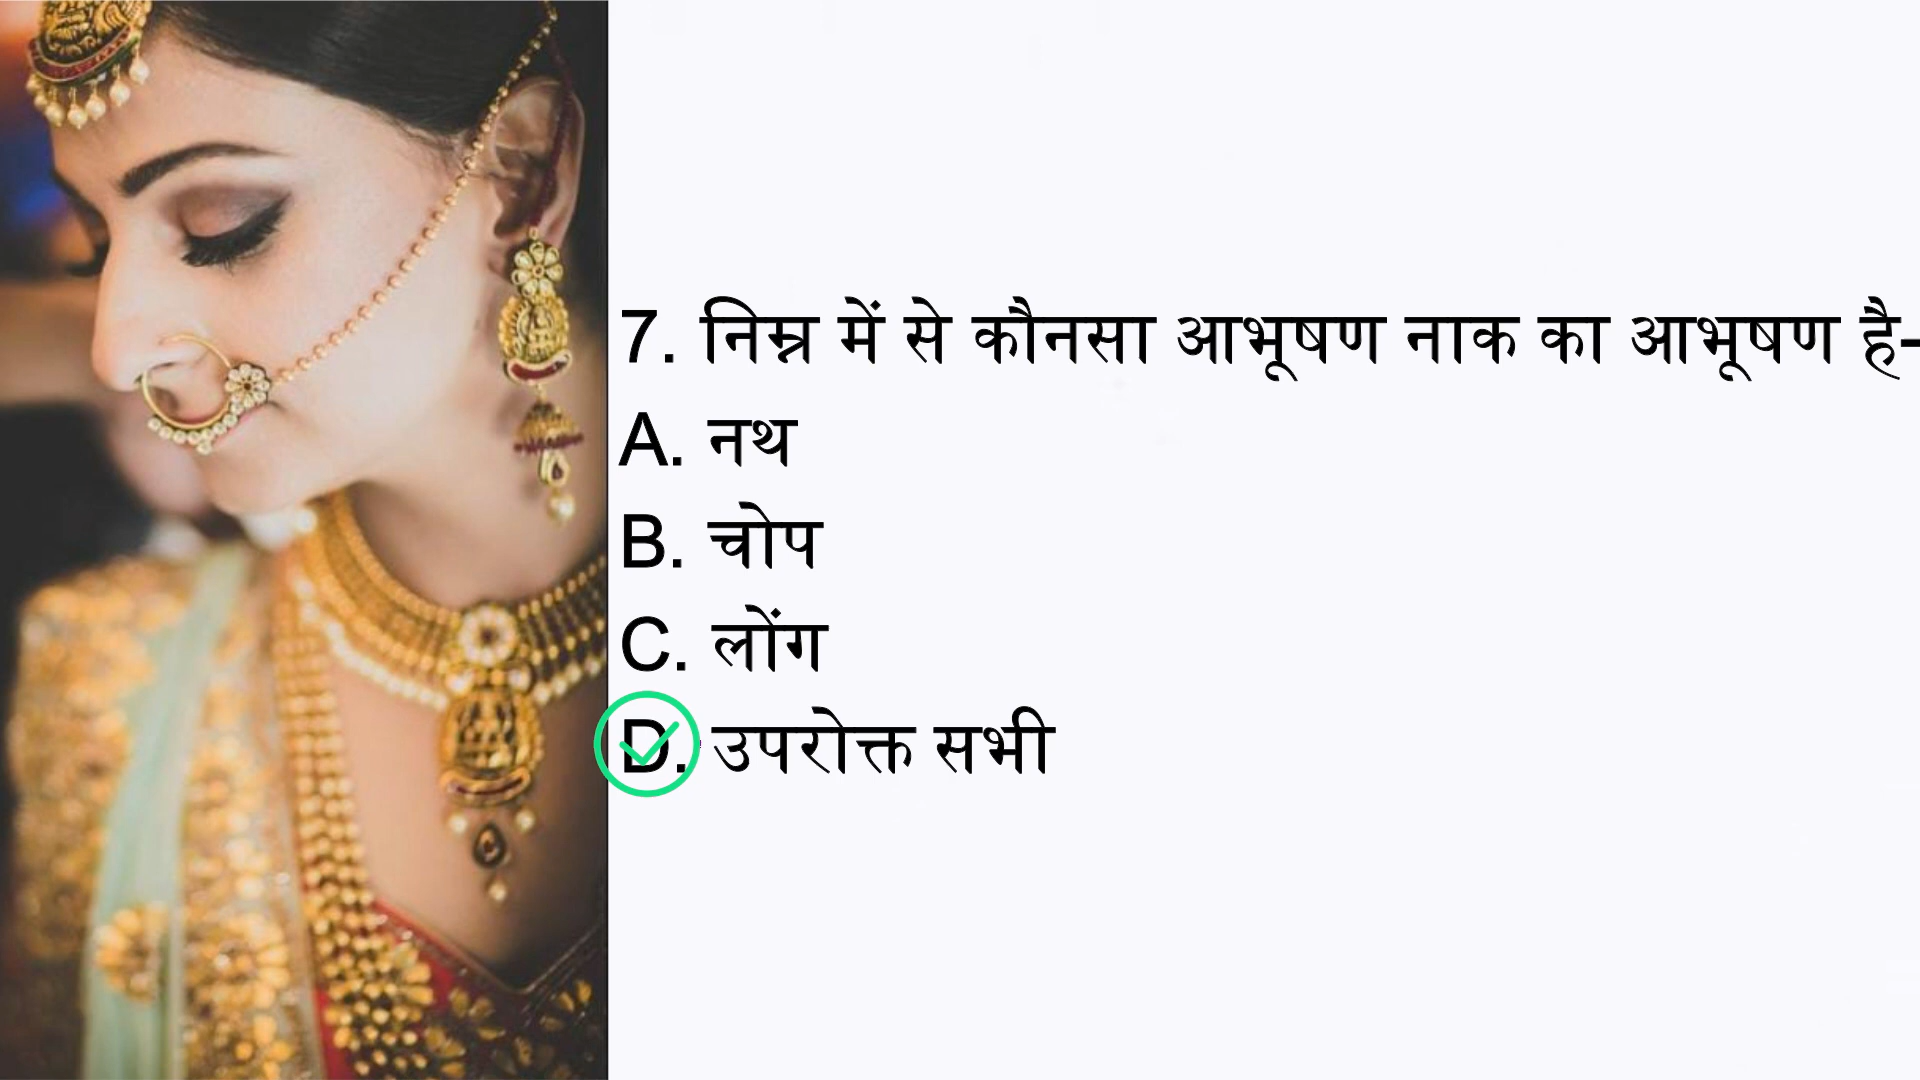 7. निम्न में से कौनसा आभूषण नाक का आभूषण है-
A. नथ
B. चोप
C. लोंग
D. उपरोक्त सभी